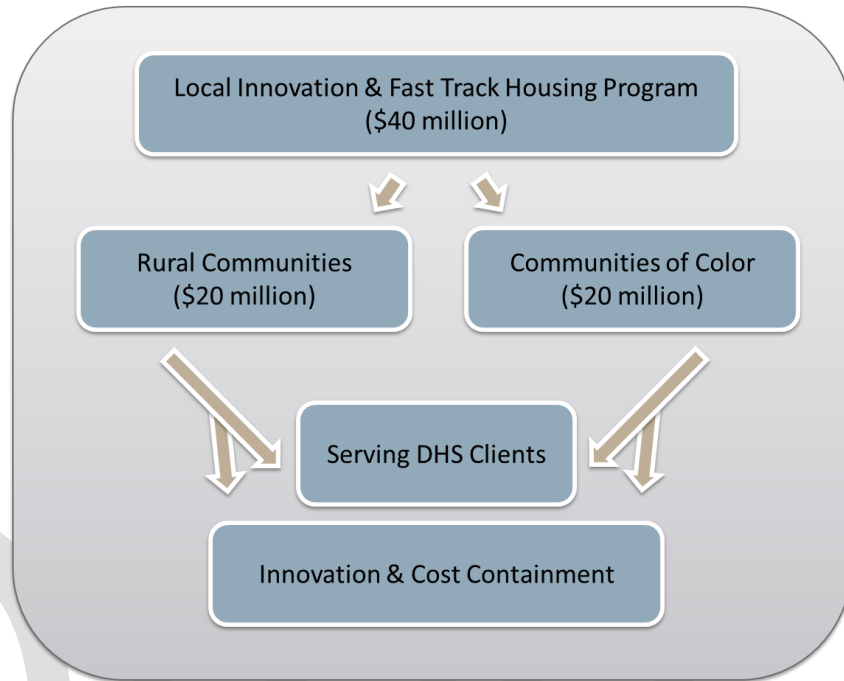 Local Innovation & Fast Track Housing Program
($40 million)
Rural Communities
($20 million)
Communities of Color
($20 million)
Serving DHS Clients
Innovation & Cost Containment